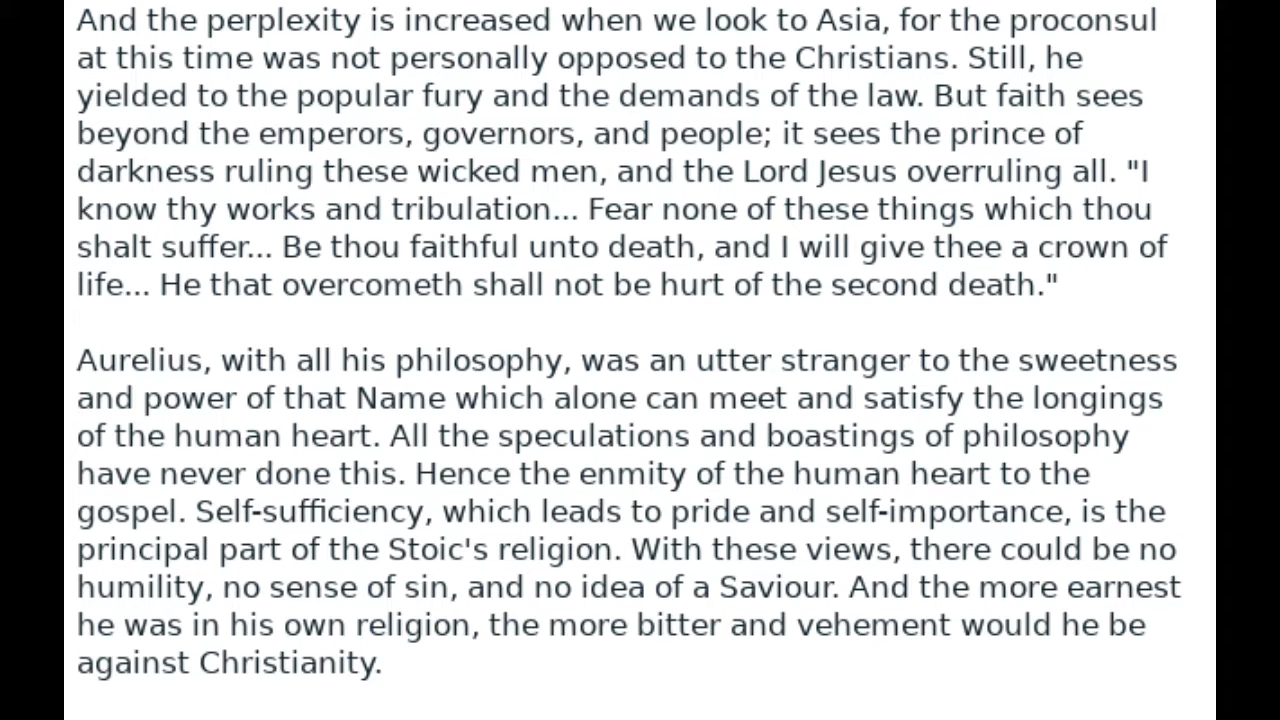 And the perplexity is increased when we look to Asia, for the proconsul
at this time was not personally opposed to the Christians. Still, he
yielded to the popular fury and the demands of the law. But faith sees
beyond the emperors, governors, and people; it sees the prince of
darkness ruling these wicked men, and the Lord Jesus overruling all. "I
know thy works and tribulation... Fear none of these things which thou
shalt suffer... Be thou faithful unto death, and I will give thee a crown of
life... He that overcometh shall not be hurt of the second death."

Aurelius, with all his philosophy, was an utter stranger to the sweetness
and power of that Name which alone can meet and satisfy the longings
of the human heart. All the speculations and boastings of philosophy
have never done this. Hence the enmity of the human heart to the
gospel. Self-sufficiency, which leads to pride and self-importance, is the
principal part of the Stoic's religion. With these views, there could be no
humility, no sense of sin, and no idea of a Saviour. And the more earnest
he was in his own religion, the more bitter and vehement would he be
against Christianity.